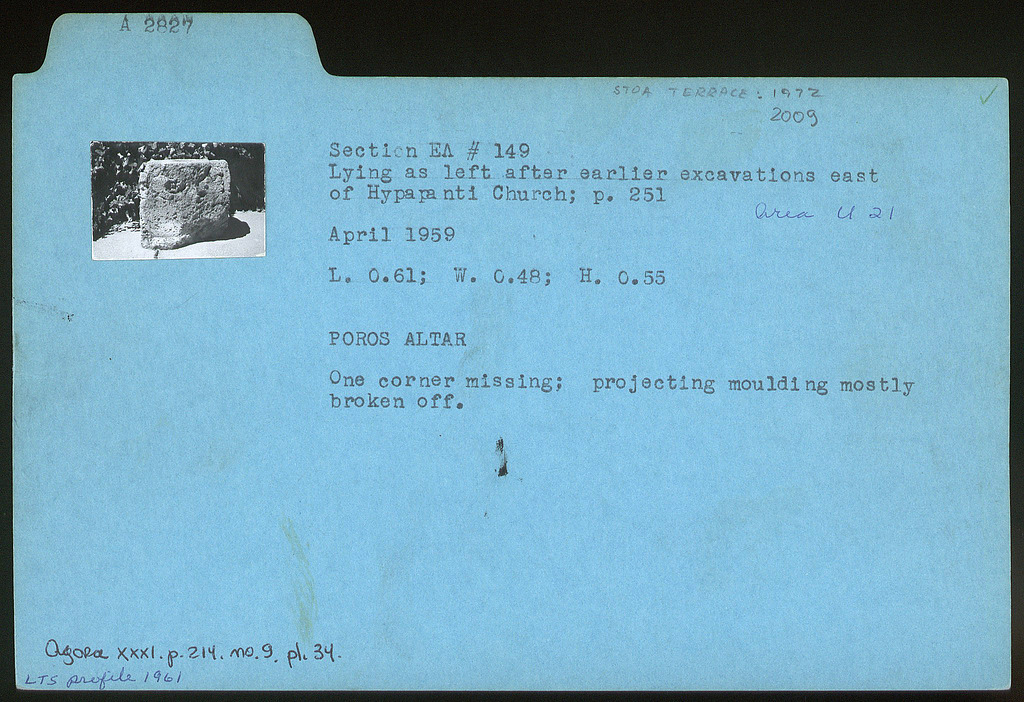 A 2827
STOA TERRACE: 1972
2009
Section EA # 149
Lying as left after earlier excavations east
of Hypapanti Church; p. 251
Area U 21
April 1959
L. 0.61; W. 0.48; H. 0.55
POROS ALTAR
One corner missing; projecting moulding mostly
broken off.
Agora XXXI. p. 214. no. 9. pl. 34.
LTS profile 1961